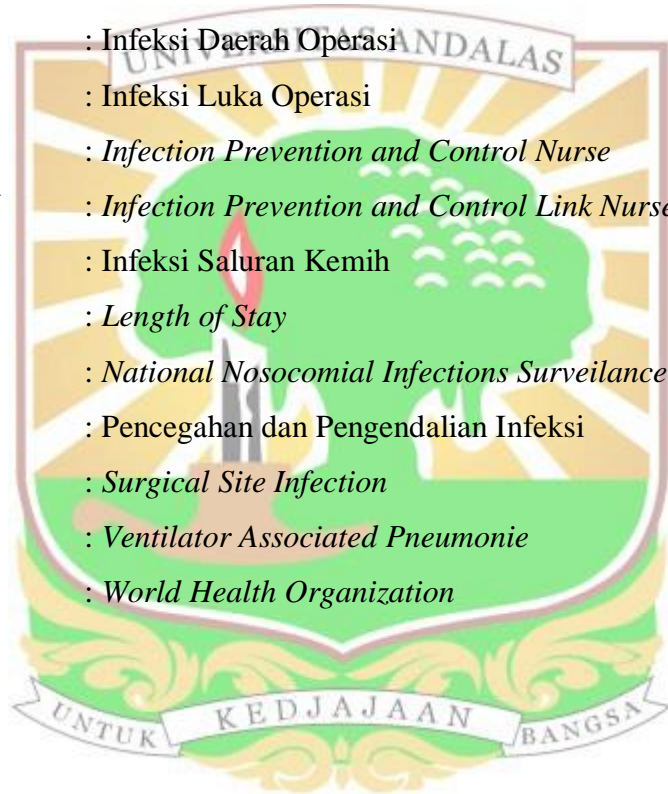 : Infeksi Daerah Operasi
UNIVERSITAS ANDALAS
: Infeksi Luka Operasi
: Infection Prevention and Control Nurse
: Infection Prevention and Control Link Nurse
: Infeksi Saluran Kemih
: Length of Stay
: National Nosocomial Infections Surveilance
: Pencegahan dan Pengendalian Infeksi
: Surgical Site Infection
: Ventilator Associated Pneumonie
: World Health Organization
UNTUK KEDJAJAAN BANGSA